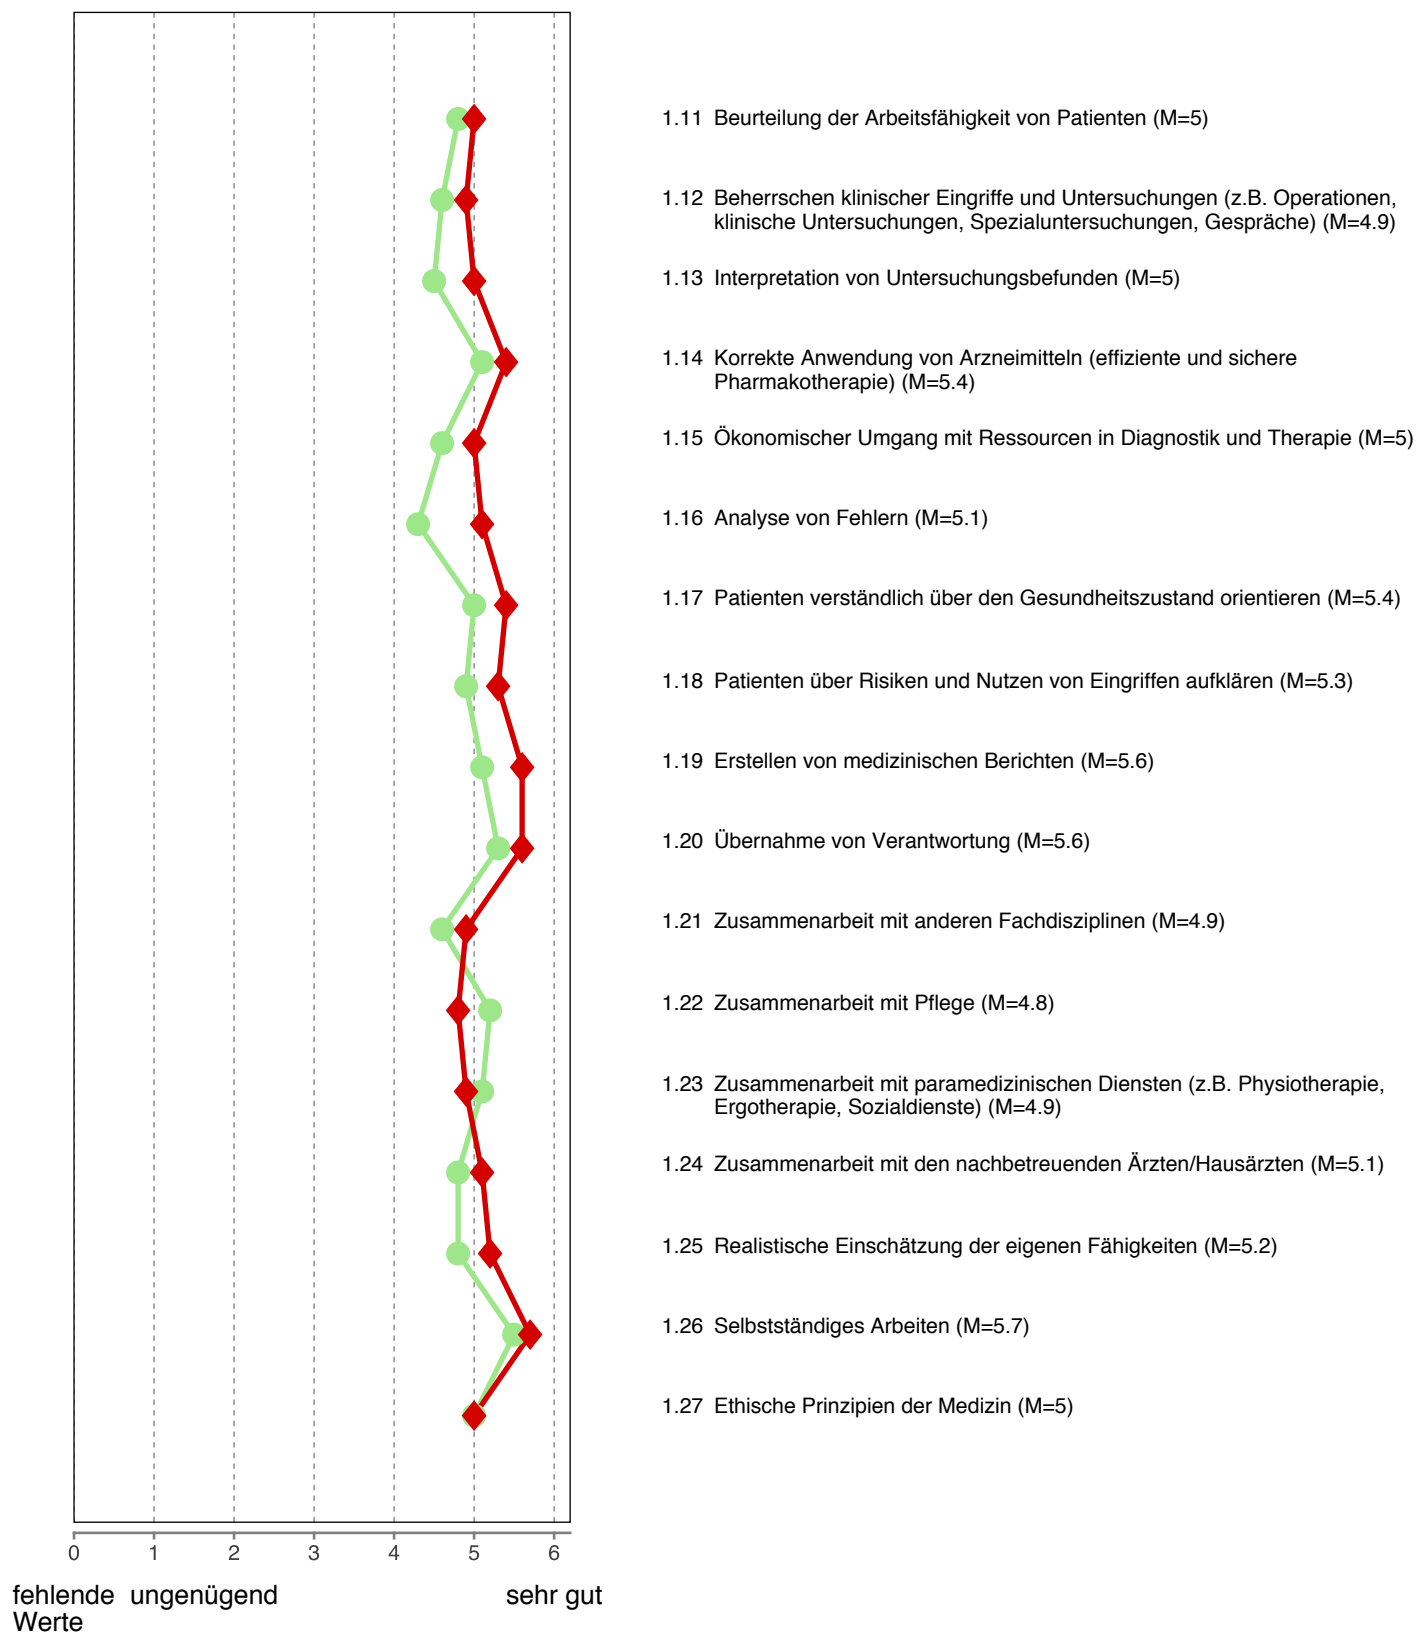 1.11 Beurteilung der Arbeitsfähigkeit von Patienten (M=5)
1.12 Beherrschen klinischer Eingriffe und Untersuchungen (z.B. Operationen,
klinische Untersuchungen, Spezialuntersuchungen, Gespräche) (M=4.9)
1.13 Interpretation von Untersuchungsbefunden (M=5)
1.14 Korrekte Anwendung von Arzneimitteln (effiziente und sichere
Pharmakotherapie) (M=5.4)
1.15 Ökonomischer Umgang mit Ressourcen in Diagnostik und Therapie (M=5)
1.16 Analyse von Fehlern (M=5.1)
1.17 Patienten verständlich über den Gesundheitszustand orientieren (M=5.4)
1.18 Patienten über Risiken und Nutzen von Eingriffen aufklären (M=5.3)
1.19 Erstellen von medizinischen Berichten (M=5.6)
1.20 Übernahme von Verantwortung (M=5.6)
1.21 Zusammenarbeit mit anderen Fachdisziplinen (M=4.9)
1.22 Zusammenarbeit mit Pflege (M=4.8)
1.23 Zusammenarbeit mit paramedizinischen Diensten (z.B. Physiotherapie,
Ergotherapie, Sozialdienste) (M=4.9)
1.24 Zusammenarbeit mit den nachbetreuenden Ärzten/Hausärzten (M=5.1)
1.25 Realistische Einschätzung der eigenen Fähigkeiten (M=5.2)
1.26 Selbstständiges Arbeiten (M=5.7)
1.27 Ethische Prinzipien der Medizin (M=5)
0 1 2 3 4 5 6
fehlende ungenügend sehr gut
Werte